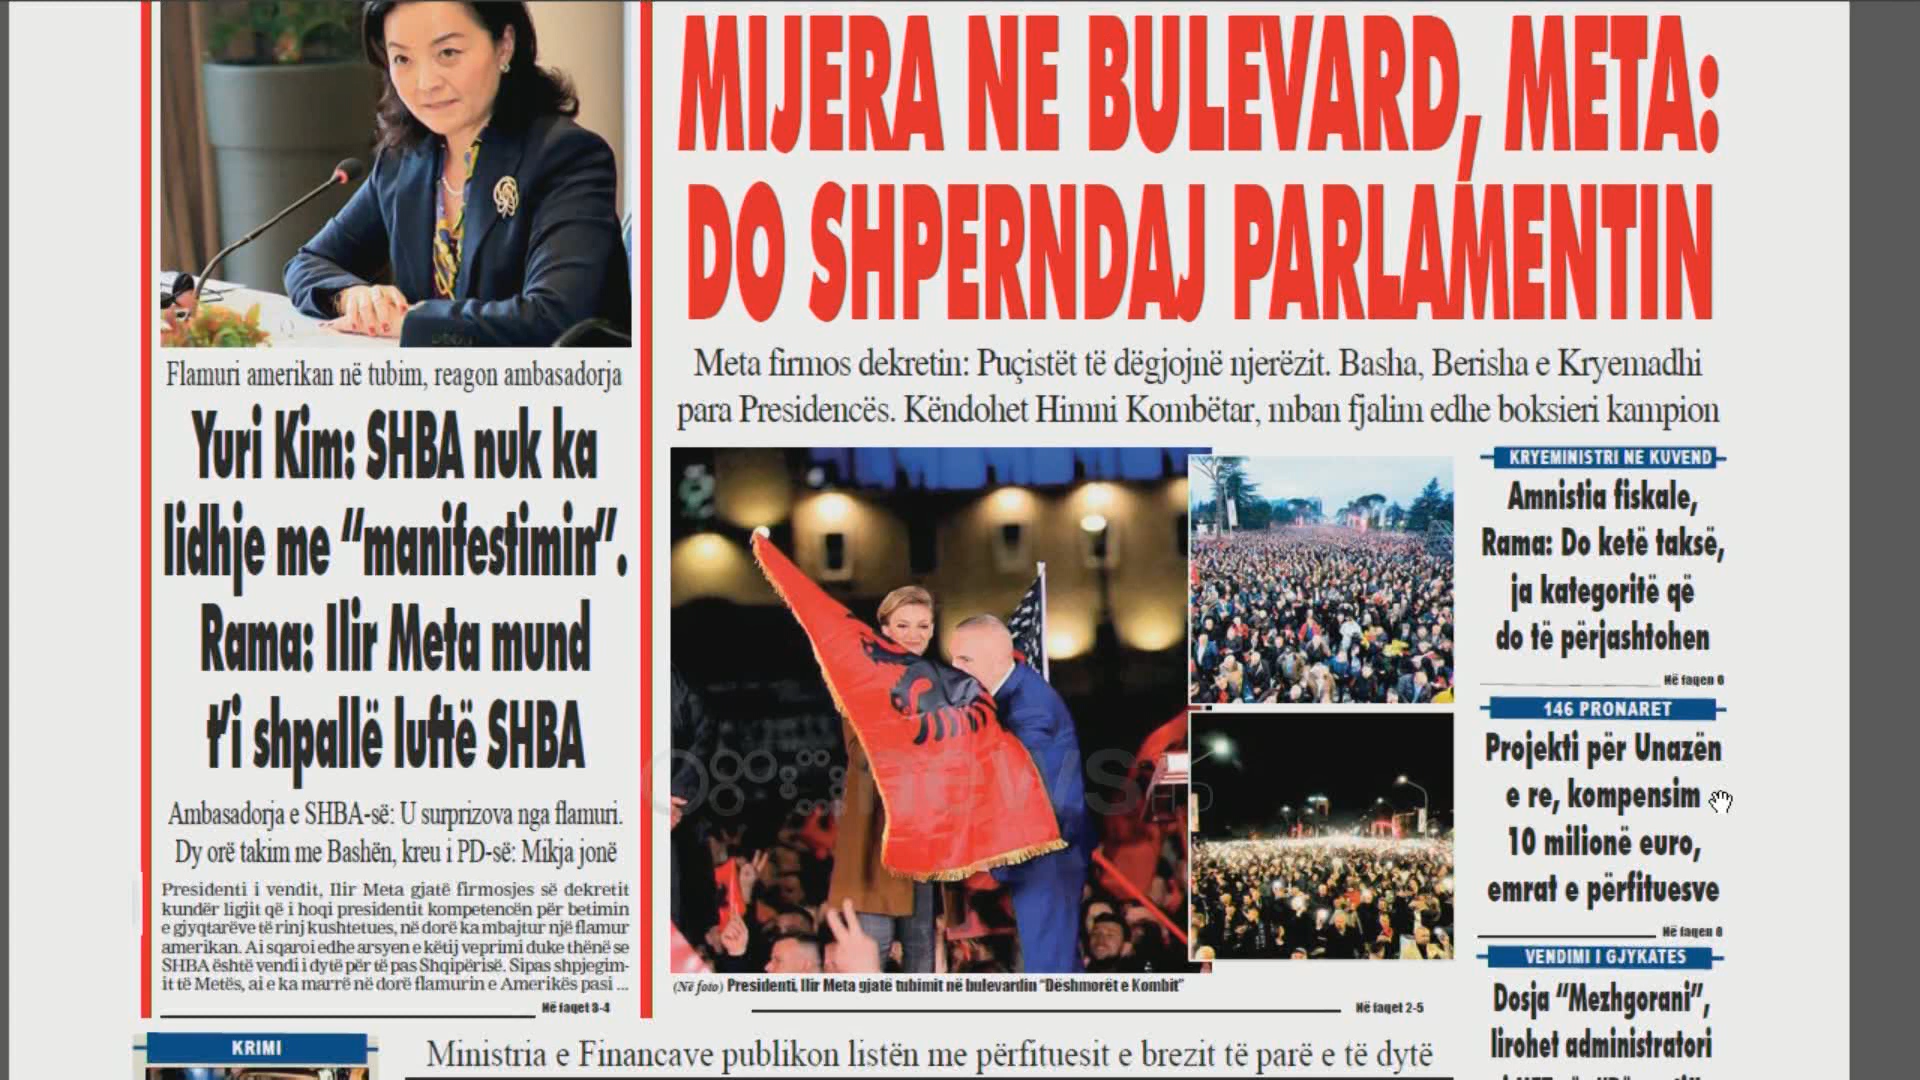 Flamuri amerikan në tubim, reagon ambasadorja
Yuri Kim: SHBA nuk ka
lidhje me “manifestimin”.
Rama: Ilir Meta mund
t’i shpallë luftë SHBA
Ambasadorja e SHBA-së: U surprizova nga flamuri.
Dy orë takim me Bashën, kreu i PD-së: Mikja jonë
Presidenti i vendit, Ilir Meta gjatë firmosjes së dekretit
kundër ligjit që i hoqi presidentit kompetencën për betimin
e gjyqtarëve të rinj kushtetues, në dorë ka mbajtur një flamur
amerikan. Ai sqaroi edhe arsyen e këtij veprimi duke thënë se
SHBA është vendi i dytë për të pas Shqipërisë. Sipas shpjegim-
it të Metës, ai e ka marrë në dorë flamurin e Amerikës pasi ...
Në faqet 3-4
MIJERA NE BULEVARD, META:
DO SHPERNDAJ PARLAMENTIN
Meta firmos dekretin: Puçistët të dëgjojnë njerëzit. Basha, Berisha e Kryemadhi
para Presidencës. Këndohet Himni Kombëtar, mban fjalim edhe boksieri kampion
news
(Në foto) Presidenti, Ilir Meta gjatë tubimit në bulevardin “Dëshmorët e Kombit”
Në faqet 2-5
KRYEMINISTRI NE KUVEND
Amnistia fiskale,
Rama: Do ketë taksë,
ja kategoritë që
do të përjashtohen
Në faqen 6
146 PRONARET
Projekti për Unazën
e re, kompensim
10 milionë euro,
emrat e përfituesve
Në faqen 8
VENDIMI I GJYKATES
Dosja “Mezhgorani”,
lirohet administratori
KRIMI
Ministria e Financave publikon listën me përfituesit e brezit të parë e të dytë